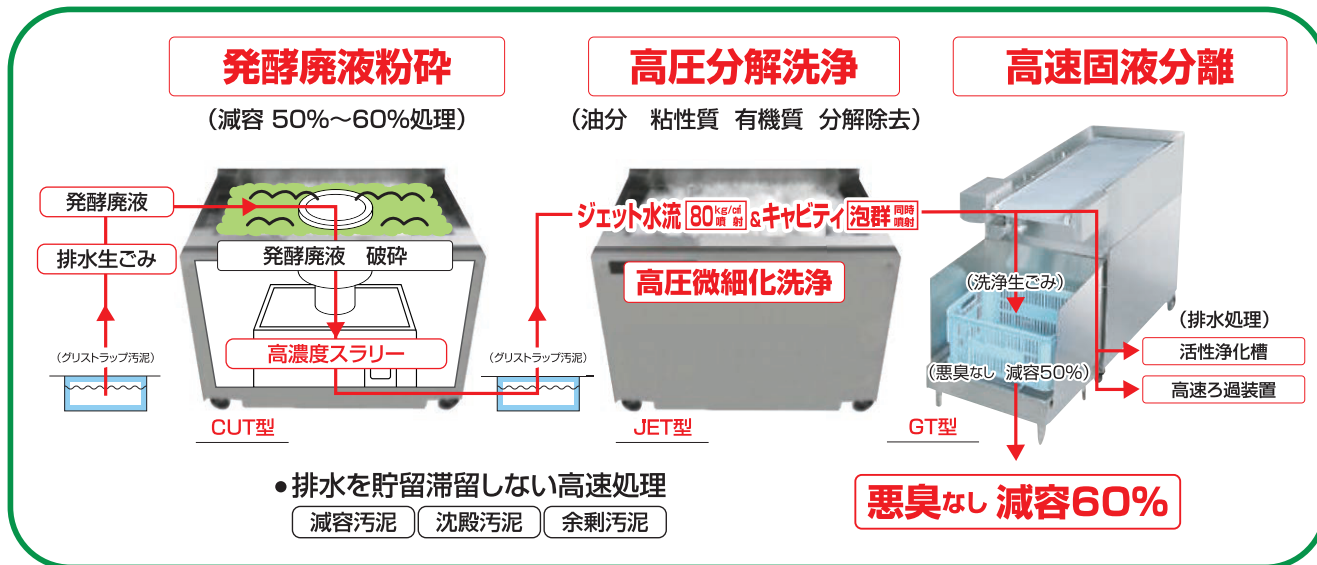 発酵廃液粉砕
（減容 50%～60%処理）
発酵廃液
排水生ごみ
（グリストラップ汚泥）
発酵廃液 破砕
高濃度スラリー
CUT型
高圧分解洗浄
（油分 粘性質 有機質 分解除去）
ジェット水流 80kg/c㎡噴射&キャビティ泡群同時噴射
高圧微細化洗浄
（グリストラップ汚泥）
JET型
高速固液分離
（洗浄生ごみ）
（悪臭なし 減容50%）
（排水処理）
活性浄化槽
高速ろ過装置
GT型
●排水を貯留滞留しない高速処理
減容汚泥 沈殿汚泥 余剰汚泥
悪臭なし 減容60%